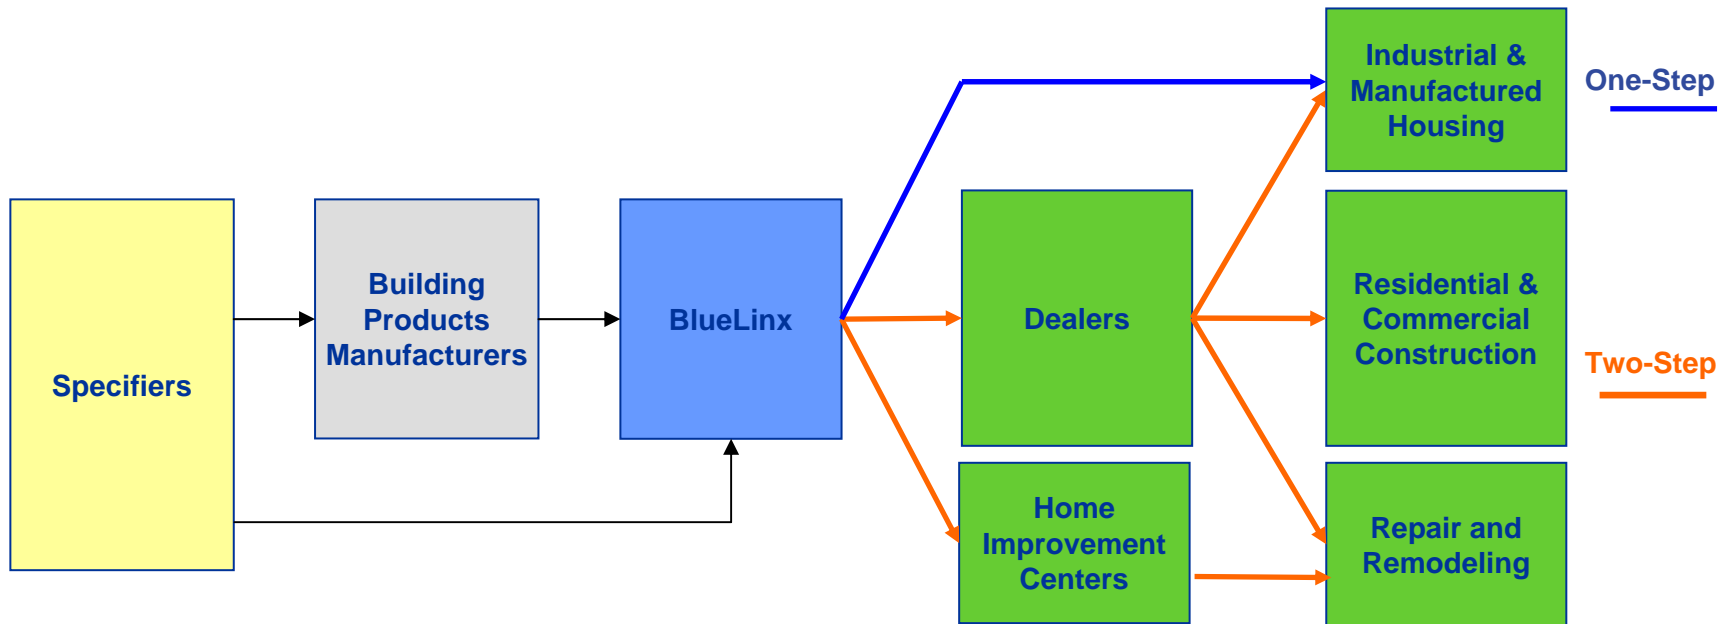 Specifiers
Building
Products
Manufacturers
BlueLinx
Dealers
Home
Improvement
Centers
Industrial &
Manufactured
Housing
Residential &
Commercial
Construction
Repair and
Remodeling
One-Step
Two-Step